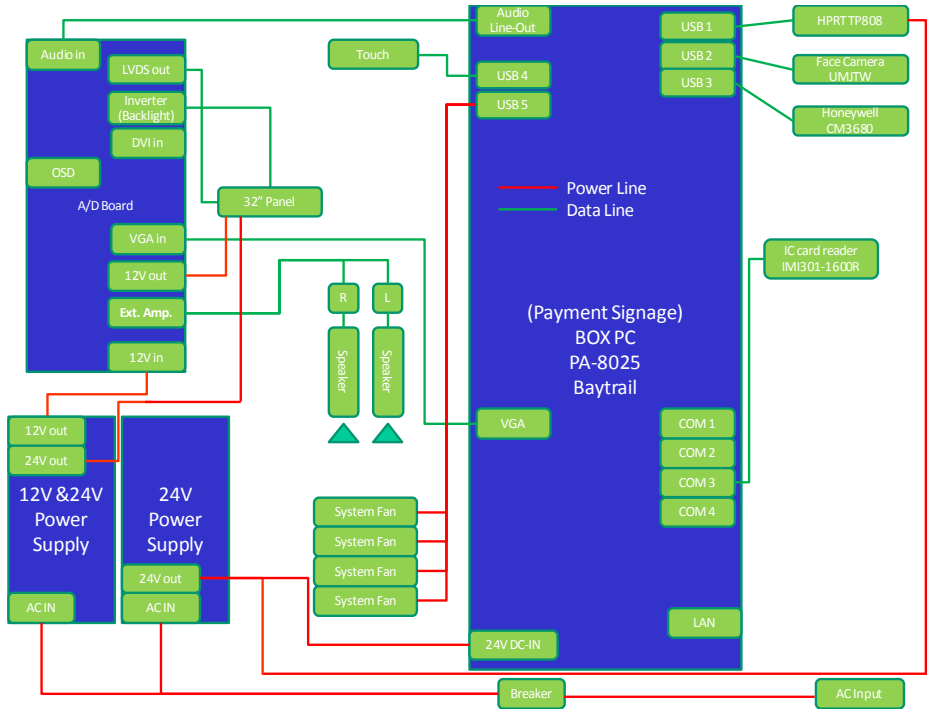 Audio
Line-Out
USB 1
HPRT TP808
Audio in
LVDS out
Touch
USB 2
Face Camera
UMJTW
USB 4
USB 3
Inverter
(Backlight)
USB 5
Honeywell
CM3680
DVI in
OSD
Power Line
A/D Board
32" Panel
Data Line
VGA in
IC card reader
IMI301-1600R
12V out
R
L
Ext. Amp.
(Payment Signage)
BOX PC
PA-8025
Baytrail
12V in
Speaker
Speaker
12V out
VGA
COM 1
24V out
COM 2
12V &24V
Power
Supply
24V
Power
Supply
COM 3
System Fan
COM 4
System Fan
24V out
System Fan
AC IN
AC IN
System Fan
LAN
24V DC-IN
Breaker
AC Input